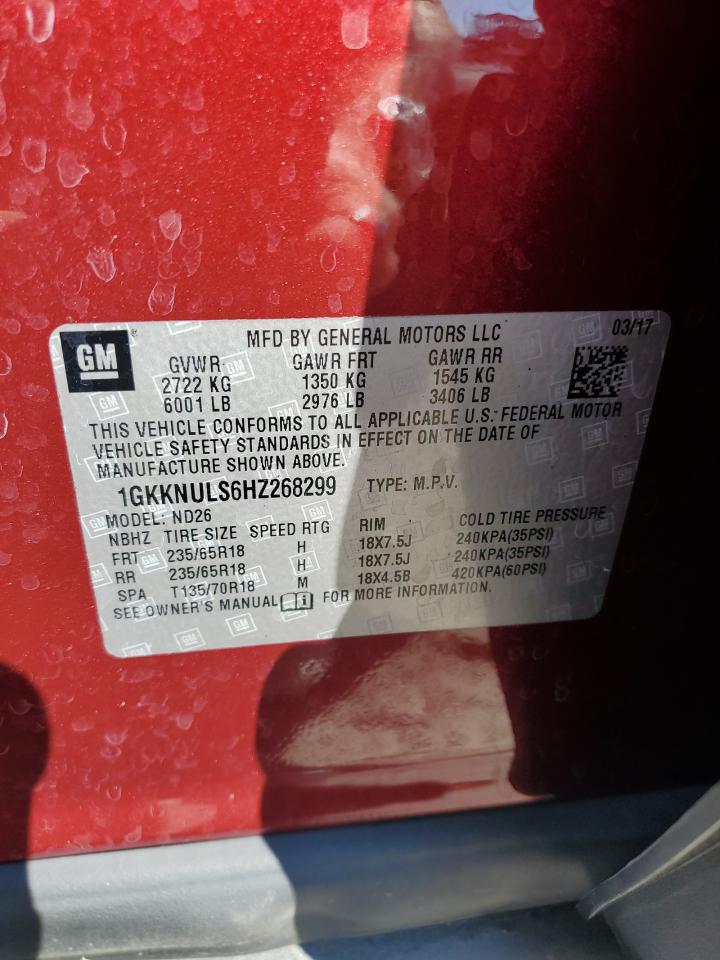 GM
MFD BY GENERAL MOTORS LLC 03/17
GVWR GAWR FRT GAWR RR
2722 KG 1350 KG 1545 KG
6001 LB 2976 LB 3406 LB
THIS VEHICLE CONFORMS TO ALL APPLICABLE U.S. FEDERAL MOTOR
VEHICLE SAFETY STANDARDS IN EFFECT ON THE DATE OF
MANUFACTURE SHOWN ABOVE.
1GKKNULS6HZ268299 TYPE: M.P.V.
MODEL: ND26
NBHZ TIRE SIZE SPEED RTG RIM COLD TIRE PRESSURE
FRT 235/65R18 H 18X7.5J 240KPA(35PSI)
RR 235/65R18 H 18X7.5J 240KPA(35PSI)
SPA T135/70R18 M 18X4.5B 420KPA(60PSI)
SEE OWNER'S MANUAL FOR MORE INFORMATION.